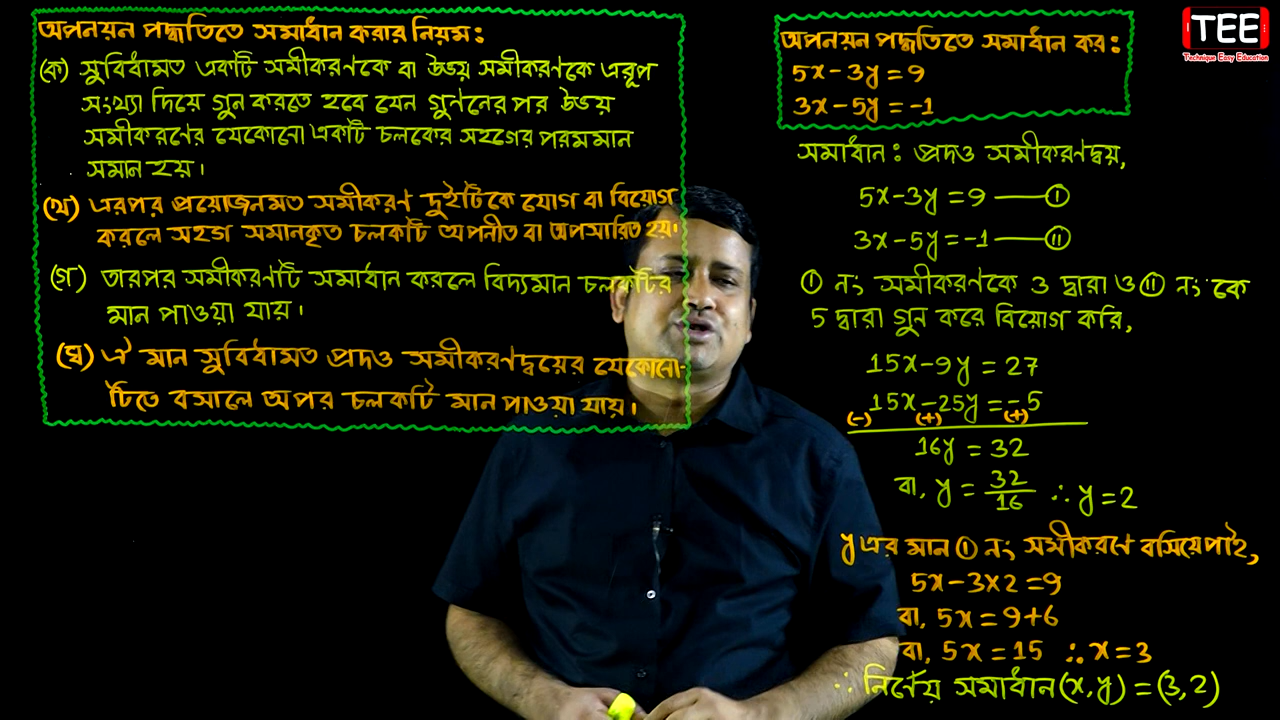 অপনয়ন পদ্ধতিতে সমাধান করার নিয়ম:
(ক) সুবিধামত একটি সমীকরণকে বা উভয় সমীকরণকে এরূপ
সংখ্যা দিয়ে গুন করতে হবে যেন গুণনের পর উভয়
সমীকরণের যেকোনো একটি চলকের সহগের পরমমান
সমান হয়।
(খ) এরপর প্রয়োজনমত সমীকরণ দুইটিকে যোগ বা বিয়োগ
করলে সহগ সমানকৃত চলকটি অপনীত বা অপসারিত হয়।
(গ) তারপর সমীকরণটি সমাধান করলে বিদ্যমান চলকটির
মান পাওয়া যায়।
(ঘ) ঐ মান সুবিধামত প্রদত্ত সমীকরণদ্বয়ের যেকোনো-
টিতে বসালে অপর চলকটি মান পাওয়া যায়।
TEE
Technique Easy Education
অপনয়ন পদ্ধতিতে সমাধান কর:
5x-3y=9
3x-5y=-1
সমাধান: প্রদত্ত সমীকরণদ্বয়,
5x-3y=9 —— ⓘ
3x-5y=-1 —— ⓘⓘ
ⓘ নং সমীকরণকে 3 দ্বারা ও ⓘⓘ নং কে
5 দ্বারা গুন করে বিয়োগ করি,
15x-9y=27
15x-25y=-5
(-) (+) (+)
16y=32
বা, y=32/16 ∴y=2
y এর মান ⓘ নং সমীকরণে বসিয়ে পাই,
5x-3x2=9
বা, 5x=9+6
বা, 5x=15 ∴x=3
∴ নির্ণেয় সমাধান (x,y)=(3,2)